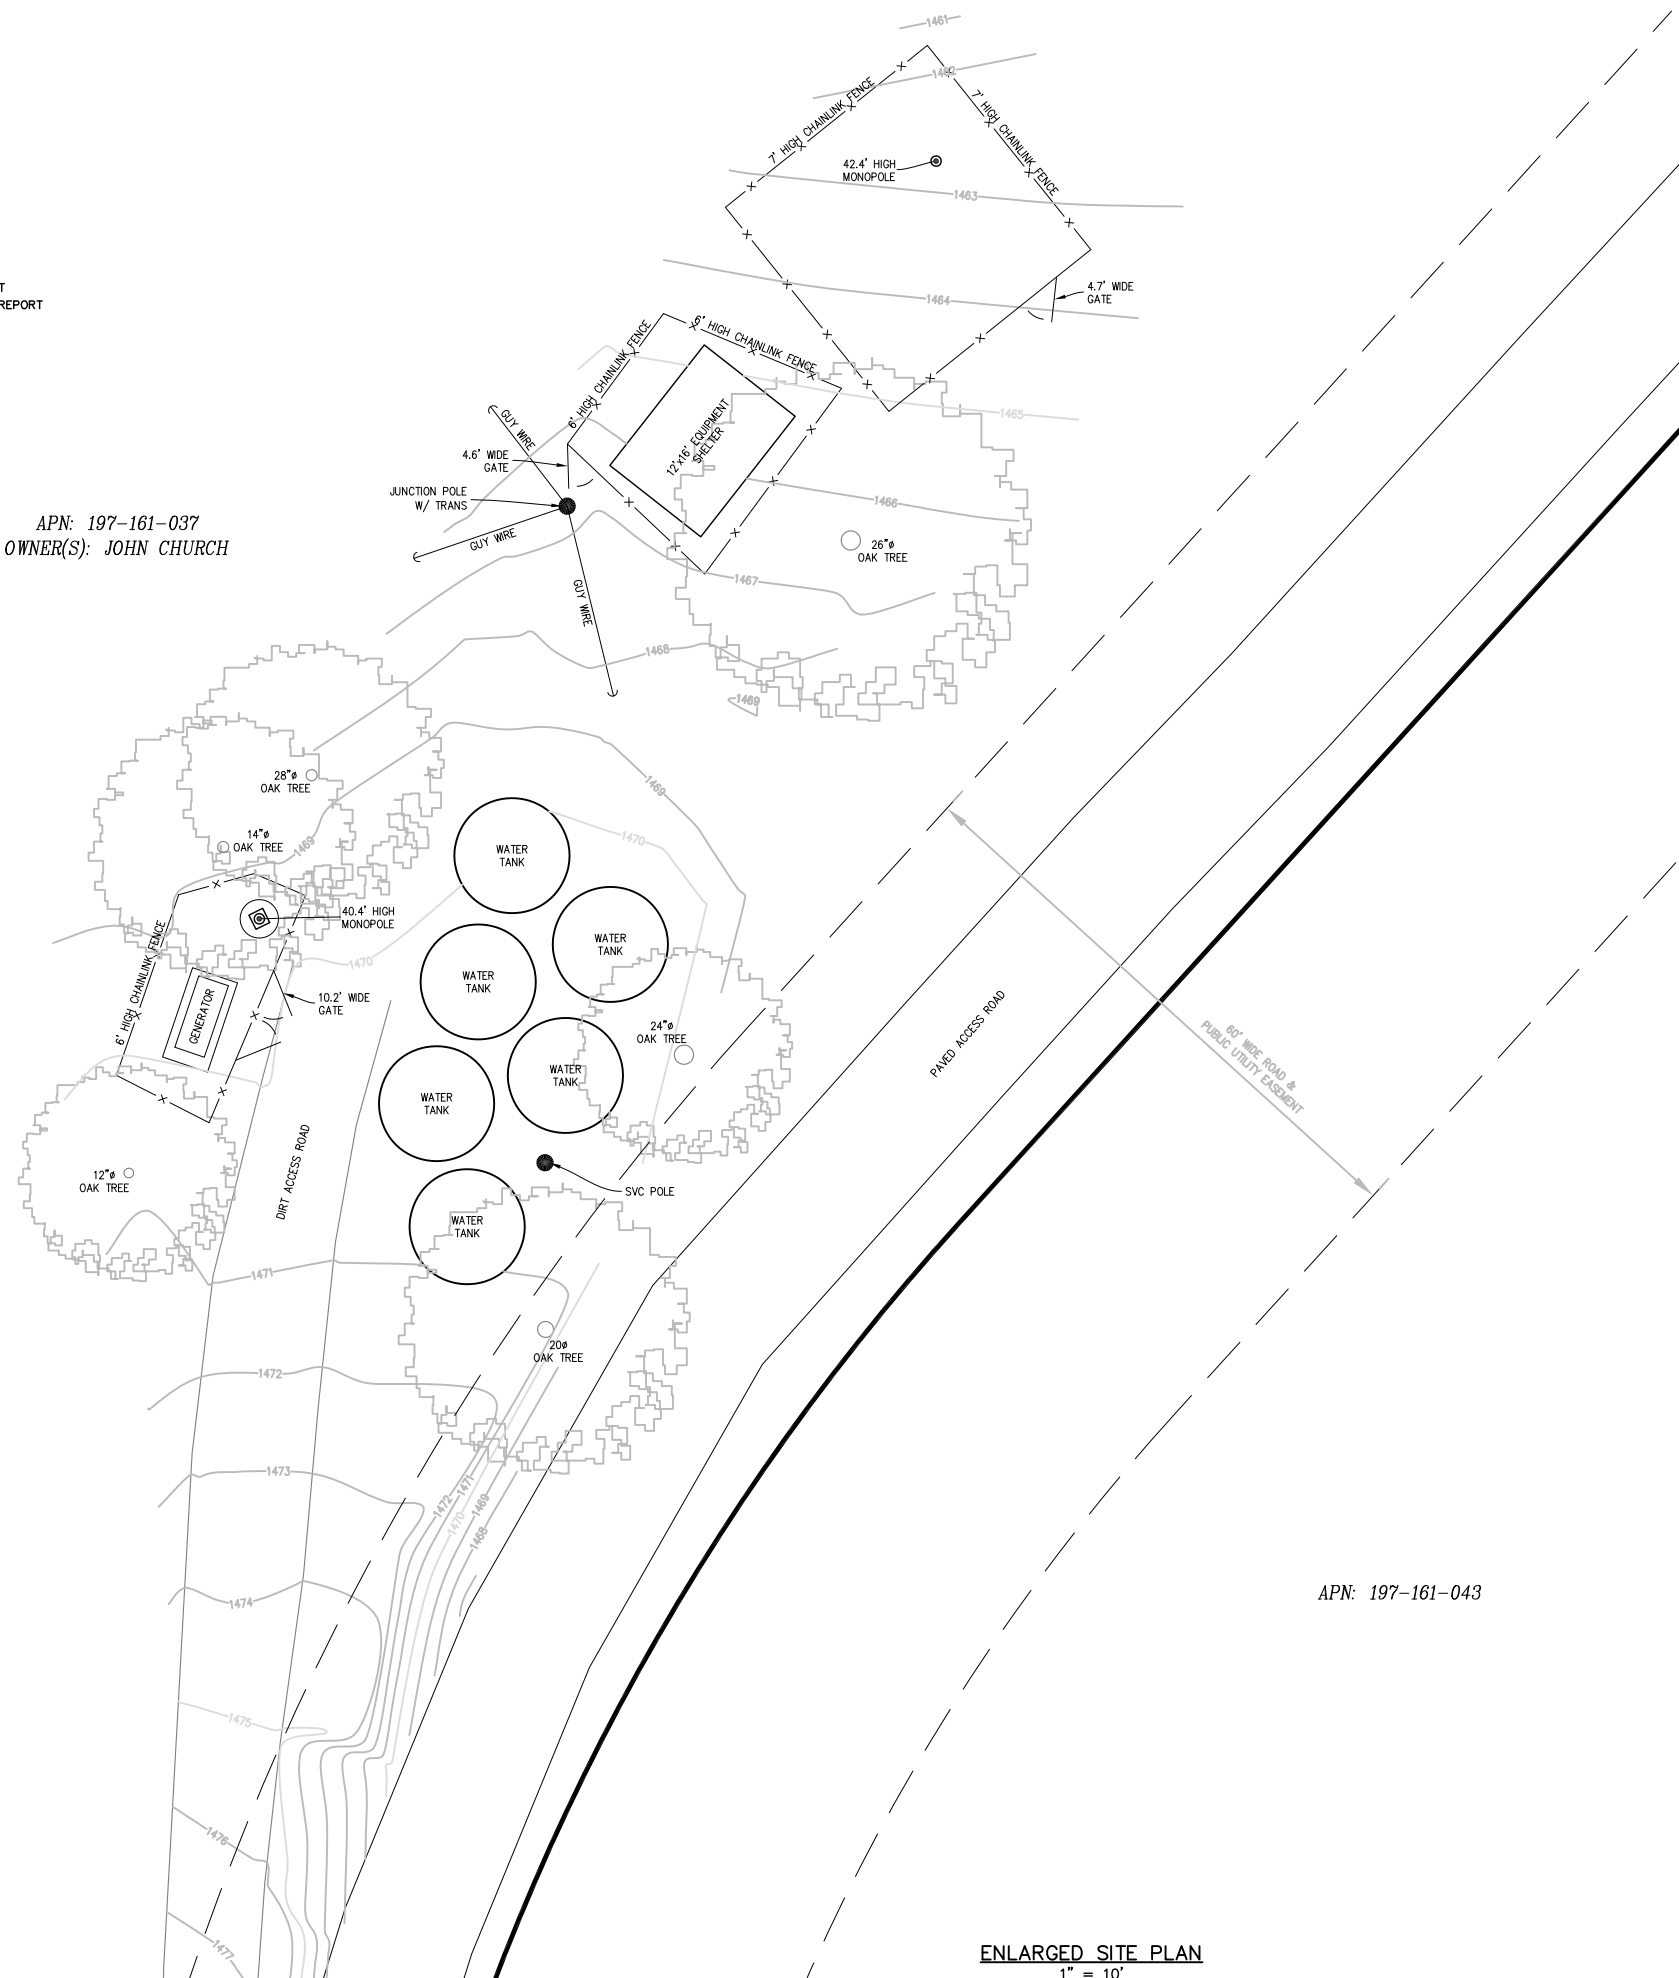 1461
1462
7' HIGH CHAINLINK FENCE
7' HIGH CHAINLINK FENCE
42.4' HIGH
MONOPOLE
1463
T
REPORT
4.7' WIDE
GATE
1464
6' HIGH CHAINLINK FENCE
6' HIGH CHAINLINK FENCE
1465
GUY WIRE
12'x16' EQUIPMENT
SHELTER
4.6' WIDE
GATE
JUNCTION POLE
W/ TRANS
1466
APN: 197-161-037
OWNER(S): JOHN CHURCH
GUY WIRE
26"ø
OAK TREE
1467
GUY WIRE
1468
1469
28"ø
OAK TREE
1469
14"ø
OAK TREE
1469
WATER
TANK
1470
40.4' HIGH
MONOPOLE
WATER
TANK
6' HIGH CHAINLINK FENCE
1470
WATER
TANK
10.2' WIDE
GATE
GENERATOR
24"ø
OAK TREE
PAVED ACCESS ROAD
60' WIDE ROAD &
PUBLIC UTILITY EASEMENT
WATER
TANK
WATER
TANK
DIRT ACCESS ROAD
12"ø
OAK TREE
SVC POLE
WATER
TANK
1471
20ø
OAK TREE
1472
1473
1472
1471
1470
1469
1468
1474
APN: 197-161-043
1475
1476
1477
ENLARGED SITE PLAN
1" = 10'